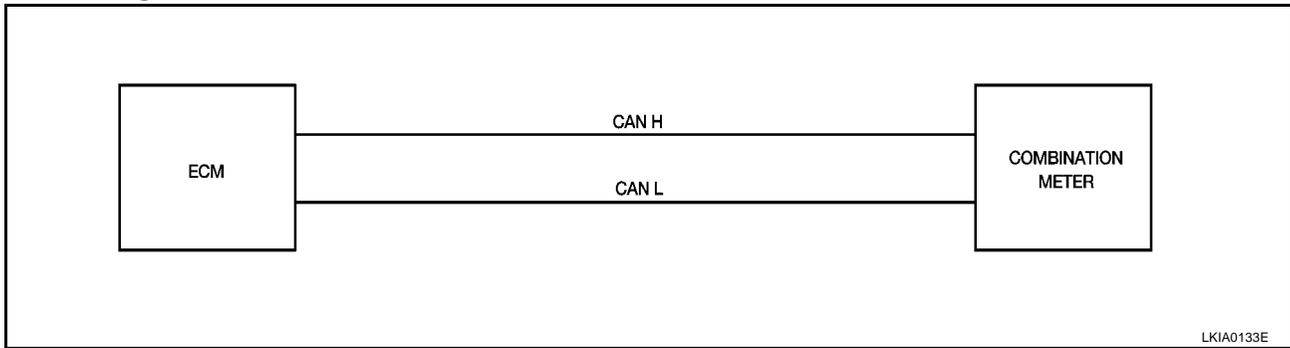 CAN H
ECM
CAN L
COMBINATION
METER
LKIA0133E